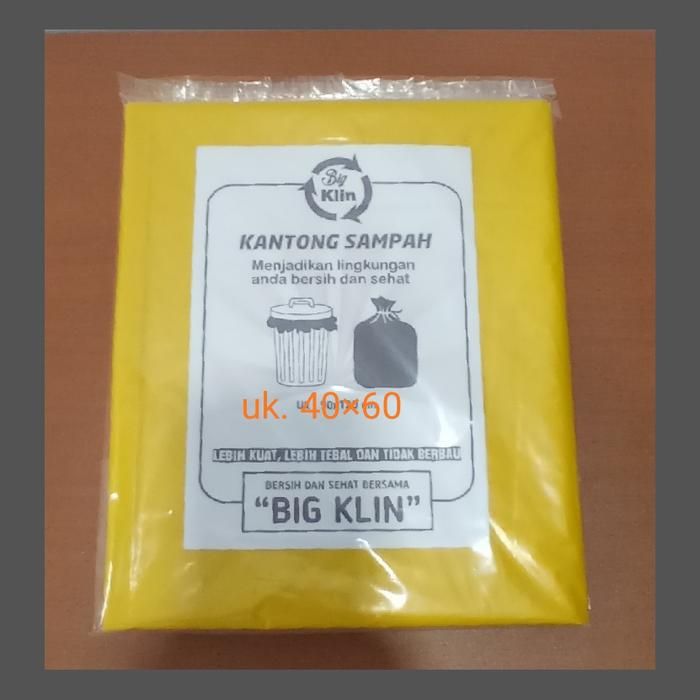 Big
Klin
KANTONG SAMPAH
Menjadikan lingkungan
anda bersih dan sehat
uk. 40×60
LEBIH KUAT, LEBIH TEBAL DAN TIDAK BERBAU
BERSIH DAN SEHAT BERSAMA
“BIG KLIN”